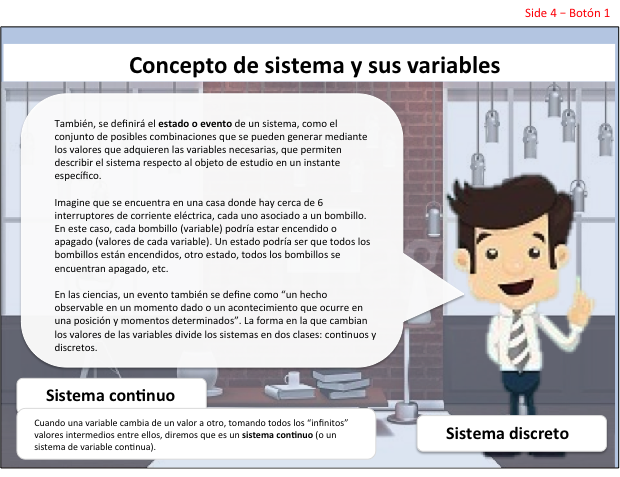 Side 4 – Botón 1
Concepto de sistema y sus variables
También, se definirá el estado o evento de un sistema, como el
conjunto de posibles combinaciones que se pueden generar mediante
los valores que adquieren las variables necesarias, que permiten
describir el sistema respecto al objeto de estudio en un instante
específico.
Imagine que se encuentra en una casa donde hay cerca de 6
interruptores de corriente eléctrica, cada uno asociado a un bombillo.
En este caso, cada bombillo (variable) podría estar encendido o
apagado (valores de cada variable). Un estado podría ser que todos los
bombillos están encendidos, otro estado, todos los bombillos se
encuentran apagado, etc.
En las ciencias, un evento también se define como “un hecho
observable en un momento dado o un acontecimiento que ocurre en
una posición y momentos determinados”. La forma en la que cambian
los valores de las variables divide los sistemas en dos clases: continuos y
discretos.
Sistema continuo
Cuando una variable cambia de un valor a otro, tomando todos los “infinitos”
valores intermedios entre ellos, diremos que es un sistema continuo (o un
sistema de variable continua).
Sistema discreto